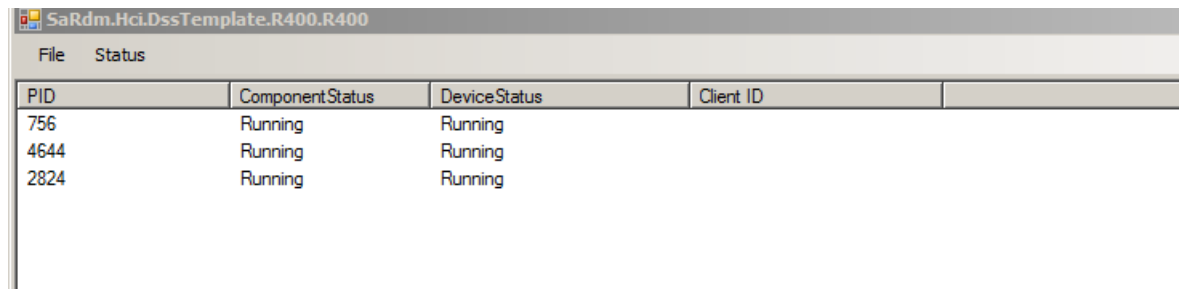 SaRdm.Hci.DssTemplate.R400.R400
File Status
PID ComponentStatus DeviceStatus Client ID
756 Running Running
4644 Running Running
2824 Running Running